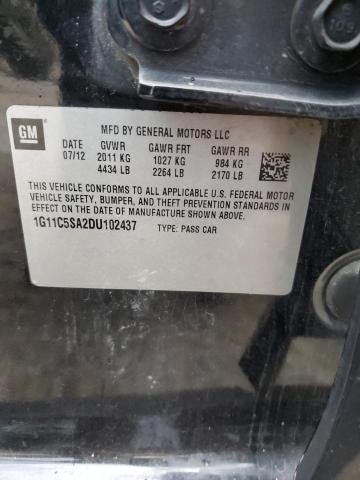 GM
MFD BY GENERAL MOTORS LLC
DATE GVWR GAWR FRT GAWR RR
07/12 2011 KG 1027 KG 984 KG
4434 LB 2264 LB 2170 LB
THIS VEHICLE CONFORMS TO ALL APPLICABLE U.S. FEDERAL MOTOR
VEHICLE SAFETY, BUMPER, AND THEFT PREVENTION STANDARDS IN
EFFECT ON THE DATE OF MANUFACTURE SHOWN ABOVE.
1G11C5SA2DU102437 TYPE: PASS CAR